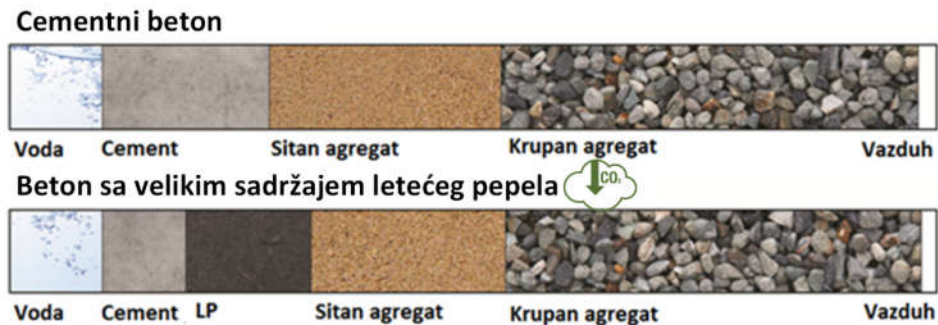 Cementni beton
Voda Cement Sitan agregat Krupan agregat Vazduh
Beton sa velikim sadržajem letećeg pepela CO₂
Voda Cement LP Sitan agregat Krupan agregat Vazduh